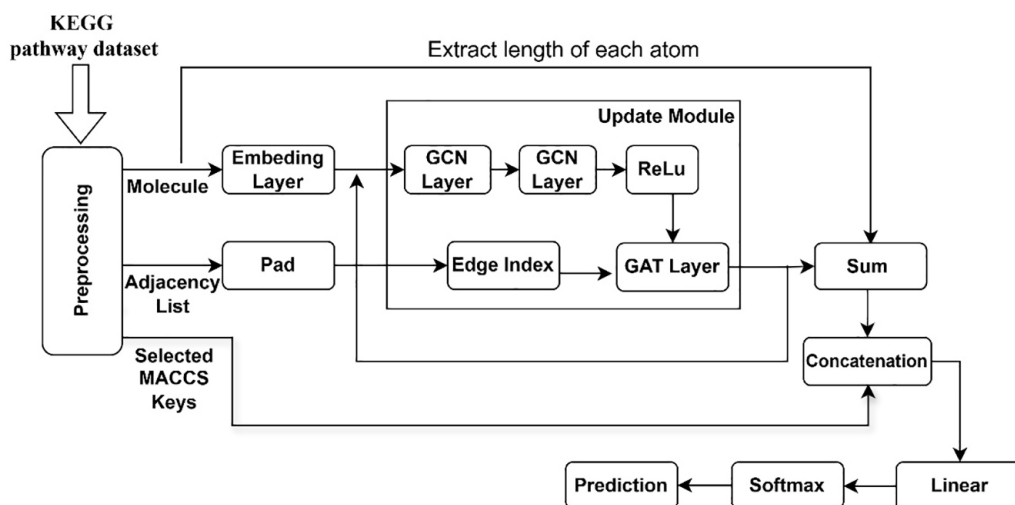 KEGG
pathway dataset
Extract length of each atom
Update Module
Preprocessing
Molecule
Embeding
Layer
GCN
Layer
GCN
Layer
ReLu
Adjacency
List
Pad
Edge Index
GAT Layer
Sum
Selected
MACCS
Keys
Concatenation
Prediction
Softmax
Linear